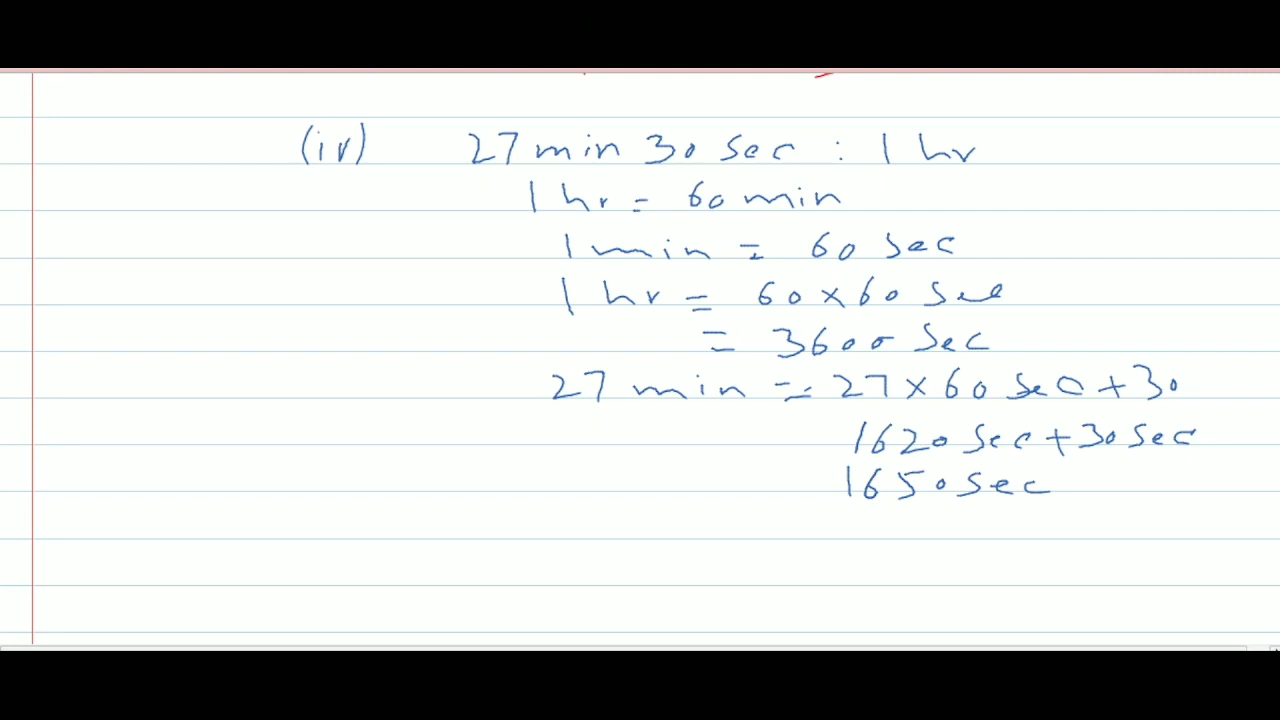 (iv) 27 min 30 sec : 1 hr
1 hr = 60 min
1 min = 60 sec
1 hr = 60 × 60 sec
= 3600 sec
27 min = 27 × 60 sec + 30
1620 sec + 30 sec
1650 sec